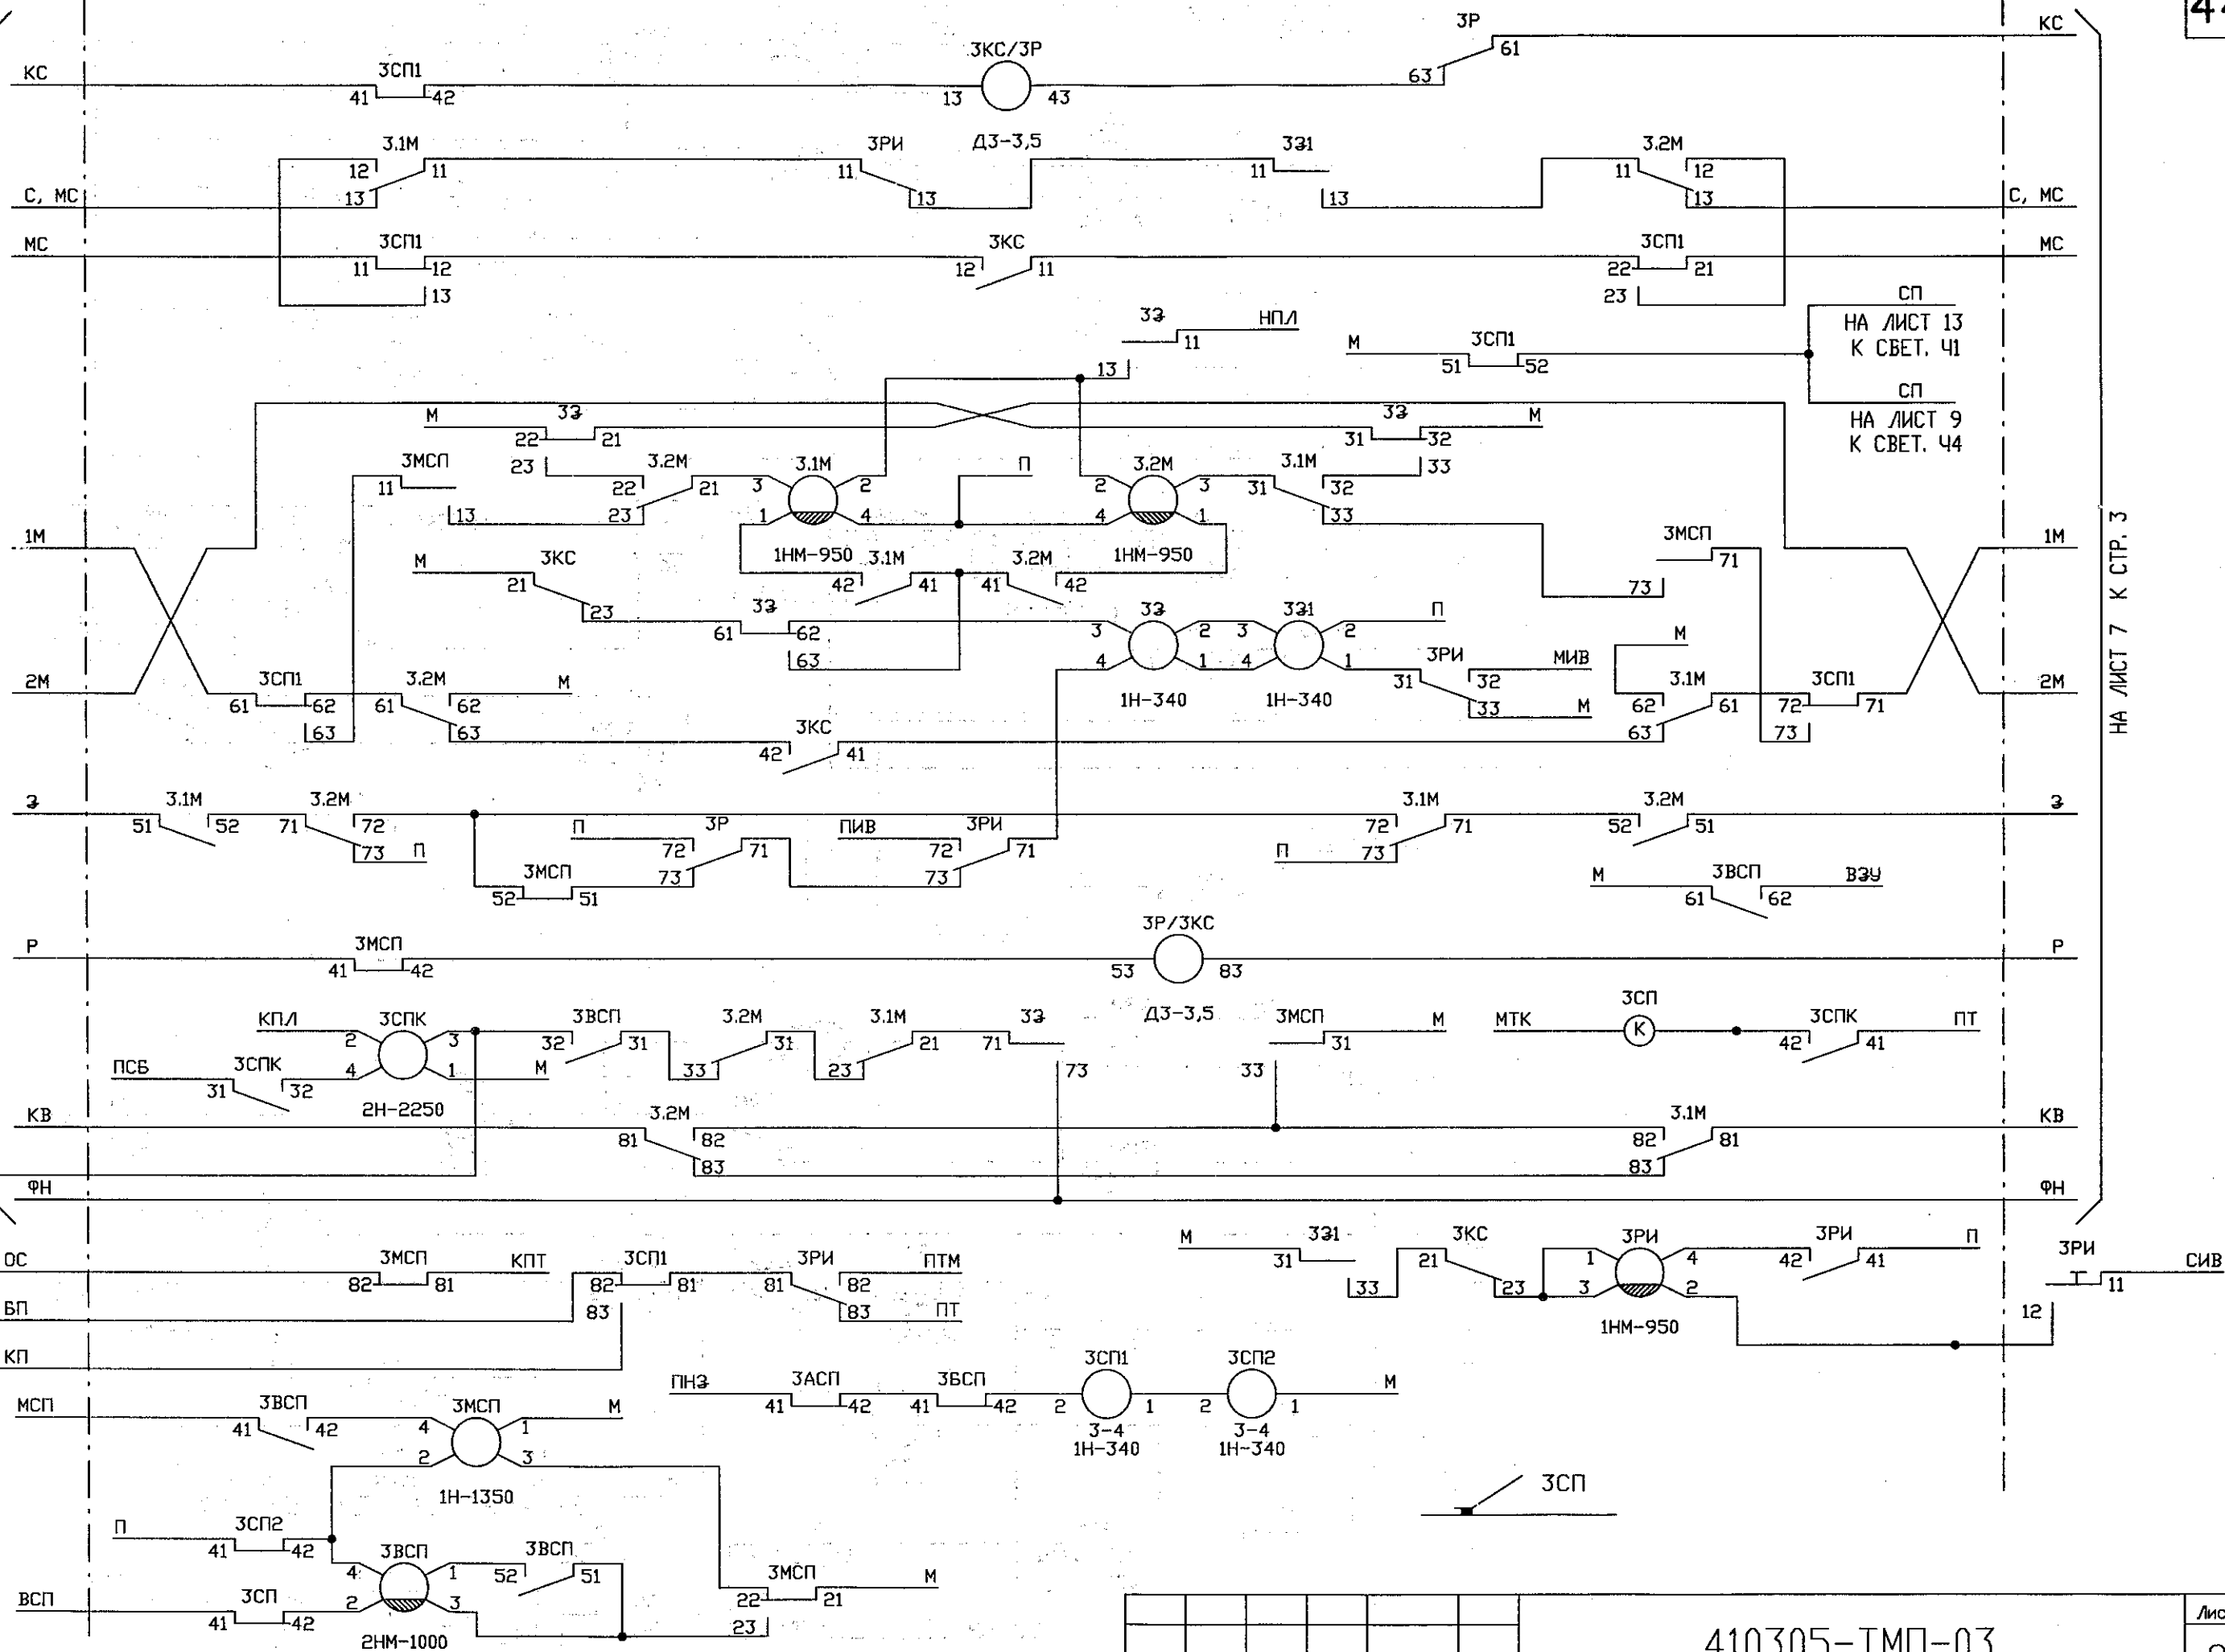 44
3Р
КС
61
3КС/3Р
КС
3СП1
63
41
42
13
43
3.1М
3РИ
ДЗ-3,5
3Э1
3.2М
12
11
11
11
11
12
С, МС
13
13
13
13
С, МС
МС
3СП1
3КС
3СП1
МС
11
12
12
11
22
21
13
23
СП
3Э
НПЛ
НА ЛИСТ 13
11
М
3СП1
К СВЕТ. Ч1
13
51
52
СП
М
3Э
3Э
М
НА ЛИСТ 9
22
21
31
32
К СВЕТ. Ч4
3МСП
23
3.2М
3.1М
П
3.2М
3.1М
33
11
22
21
3
2
2
3
31
32
13
23
1
4
4
1
33
НА ЛИСТ 7 К СТР. 3
1М
3МСП
1М
М
3КС
1НМ-950
3.1М
3.2М
1НМ-950
71
21
42
41
41
42
73
23
3Э
3Э
3Э1
П
61
62
3
2
3
2
М
63
4
1
4
1
3РИ
МИВ
2М
3СП1
3.2М
М
1Н-340
1Н-340
31
32
3.1М
3СП1
2М
61
62
61
62
33
М
62
61
72
71
63
63
3КС
63
73
42
41
Э
3.1М
3.2М
3.1М
3.2М
Э
51
52
71
72
П
3Р
ПИВ
3РИ
72
71
52
51
73
П
72
71
72
71
П
73
3МСП
73
73
М
3ВСП
ВЗУ
52
51
61
62
3Р/3КС
Р
3МСП
Р
41
42
53
83
КПЛ
3СПК
3ВСП
3.2М
3.1М
3Э
ДЗ-3,5
3МСП
М
МТК
3СП
3СПК
ПТ
2
3
32
31
31
21
71
31
К
42
41
ПСБ
3СПК
4
1
М
33
23
73
33
31
32
2Н-2250
КВ
3.2М
3.1М
КВ
81
82
82
81
83
83
ФН
ФН
М
3Э1
3КС
3РИ
3РИ
П
3РИ
ОС
3МСП
КПТ
3СП1
3РИ
ПТМ
31
21
1
4
42
41
СИВ
82
81
82
81
81
82
33
23
3
2
11
ВП
83
83
ПТ
12
1НМ-950
КП
3СП1
3СП2
ПНЭ
3АСП
3БСП
М
МСП
3ВСП
3МСП
М
41
42
41
42
2
1
2
1
41
42
4
1
3-4
3-4
2
3
1Н-340
1Н-340
3СП
1Н-1350
П
3СП2
41
42
3ВСП
3ВСП
4
1
52
51
3МСП
М
ВСП
3СП
2
3
22
21
41
42
23
2НМ-1000
410305-ТМП-03